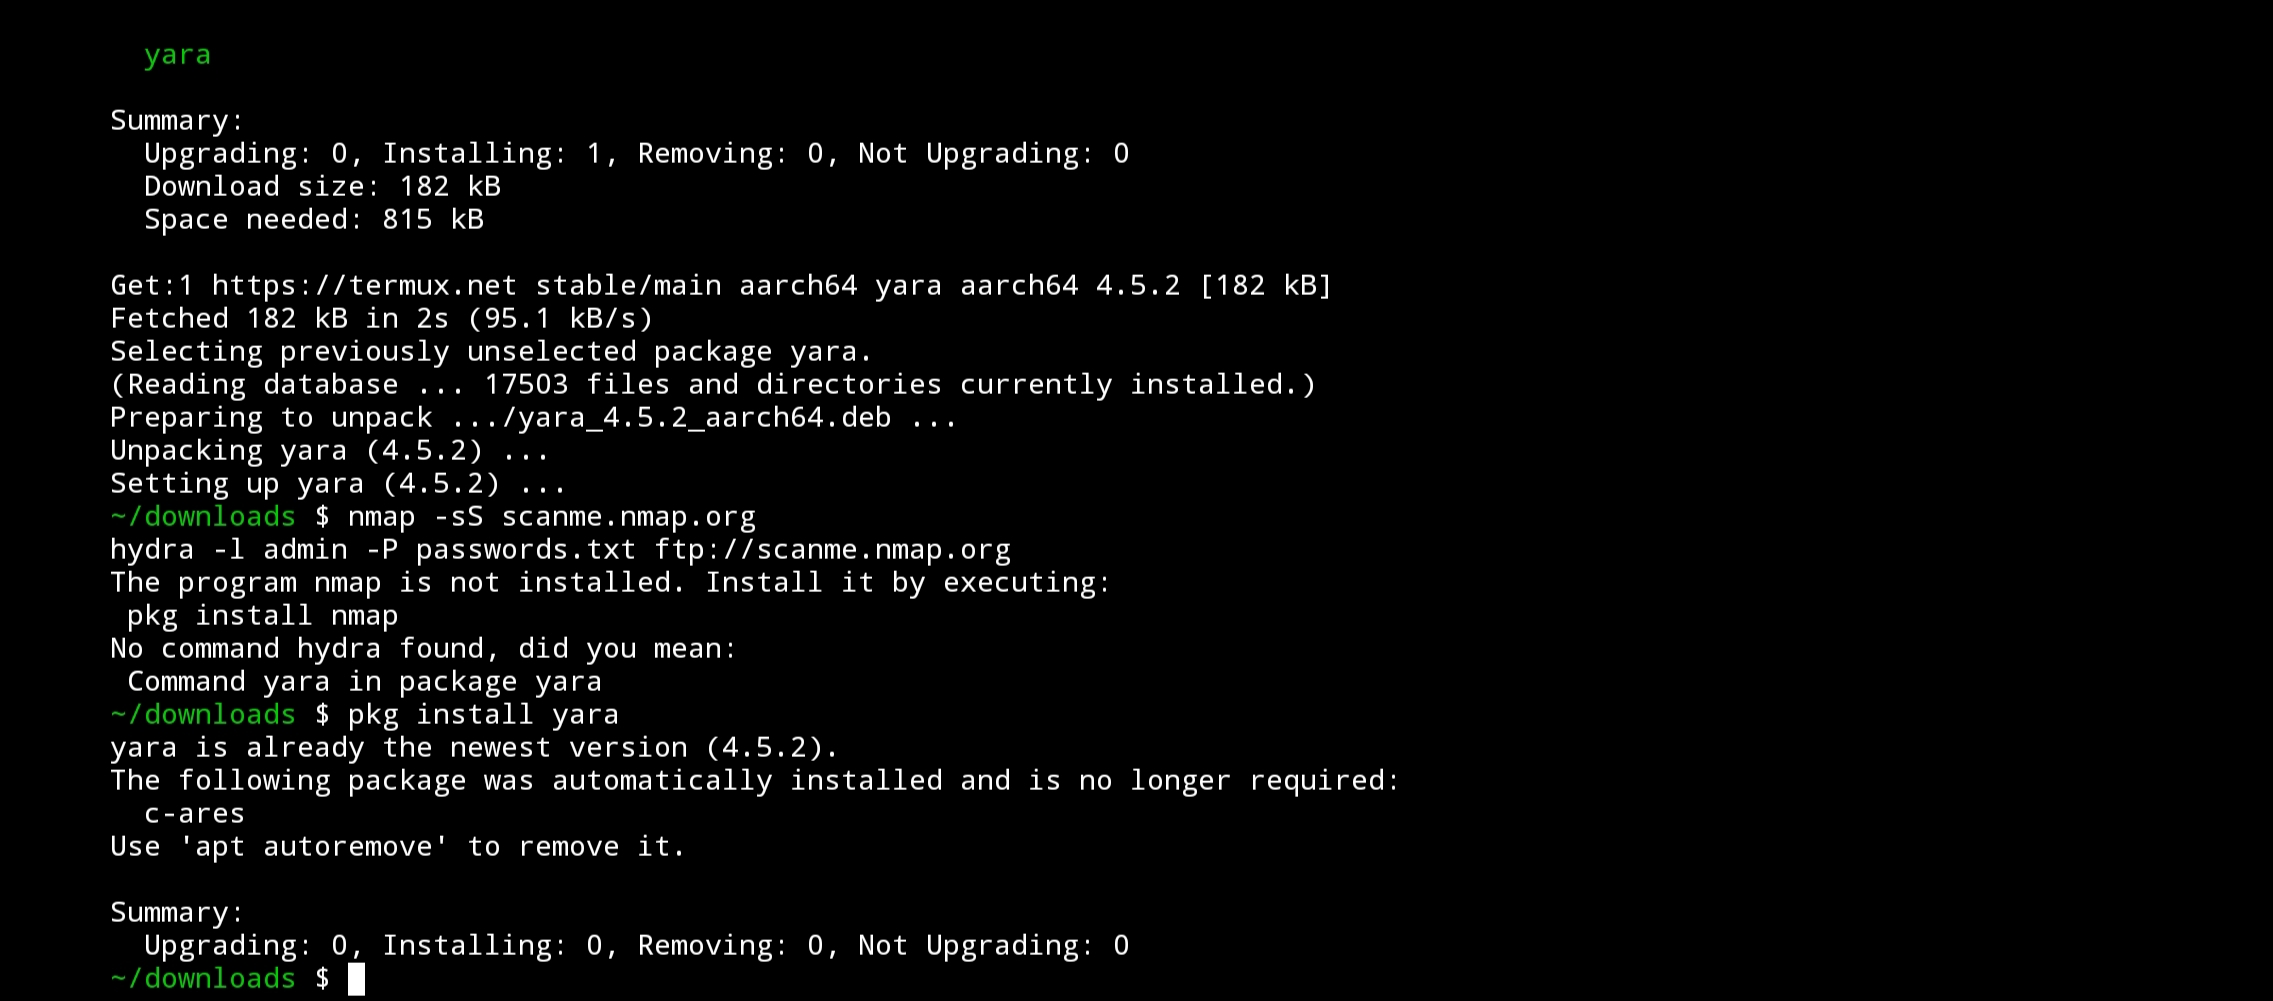 yara
Summary:
Upgrading: 0, Installing: 1, Removing: 0, Not Upgrading: 0
Download size: 182 kB
Space needed: 815 kB
Get:1 https://termux.net stable/main aarch64 yara aarch64 4.5.2 [182 kB]
Fetched 182 kB in 2s (95.1 kB/s)
Selecting previously unselected package yara.
(Reading database ... 17503 files and directories currently installed.)
Preparing to unpack .../yara_4.5.2_aarch64.deb ...
Unpacking yara (4.5.2) ...
Setting up yara (4.5.2) ...
~/downloads $ nmap -sS scanme.nmap.org
hydra -l admin -P passwords.txt ftp://scanme.nmap.org
The program nmap is not installed. Install it by executing:
pkg install nmap
No command hydra found, did you mean:
Command yara in package yara
~/downloads $ pkg install yara
yara is already the newest version (4.5.2).
The following package was automatically installed and is no longer required:
c-ares
Use 'apt autoremove' to remove it.
Summary:
Upgrading: 0, Installing: 0, Removing: 0, Not Upgrading: 0
~/downloads $